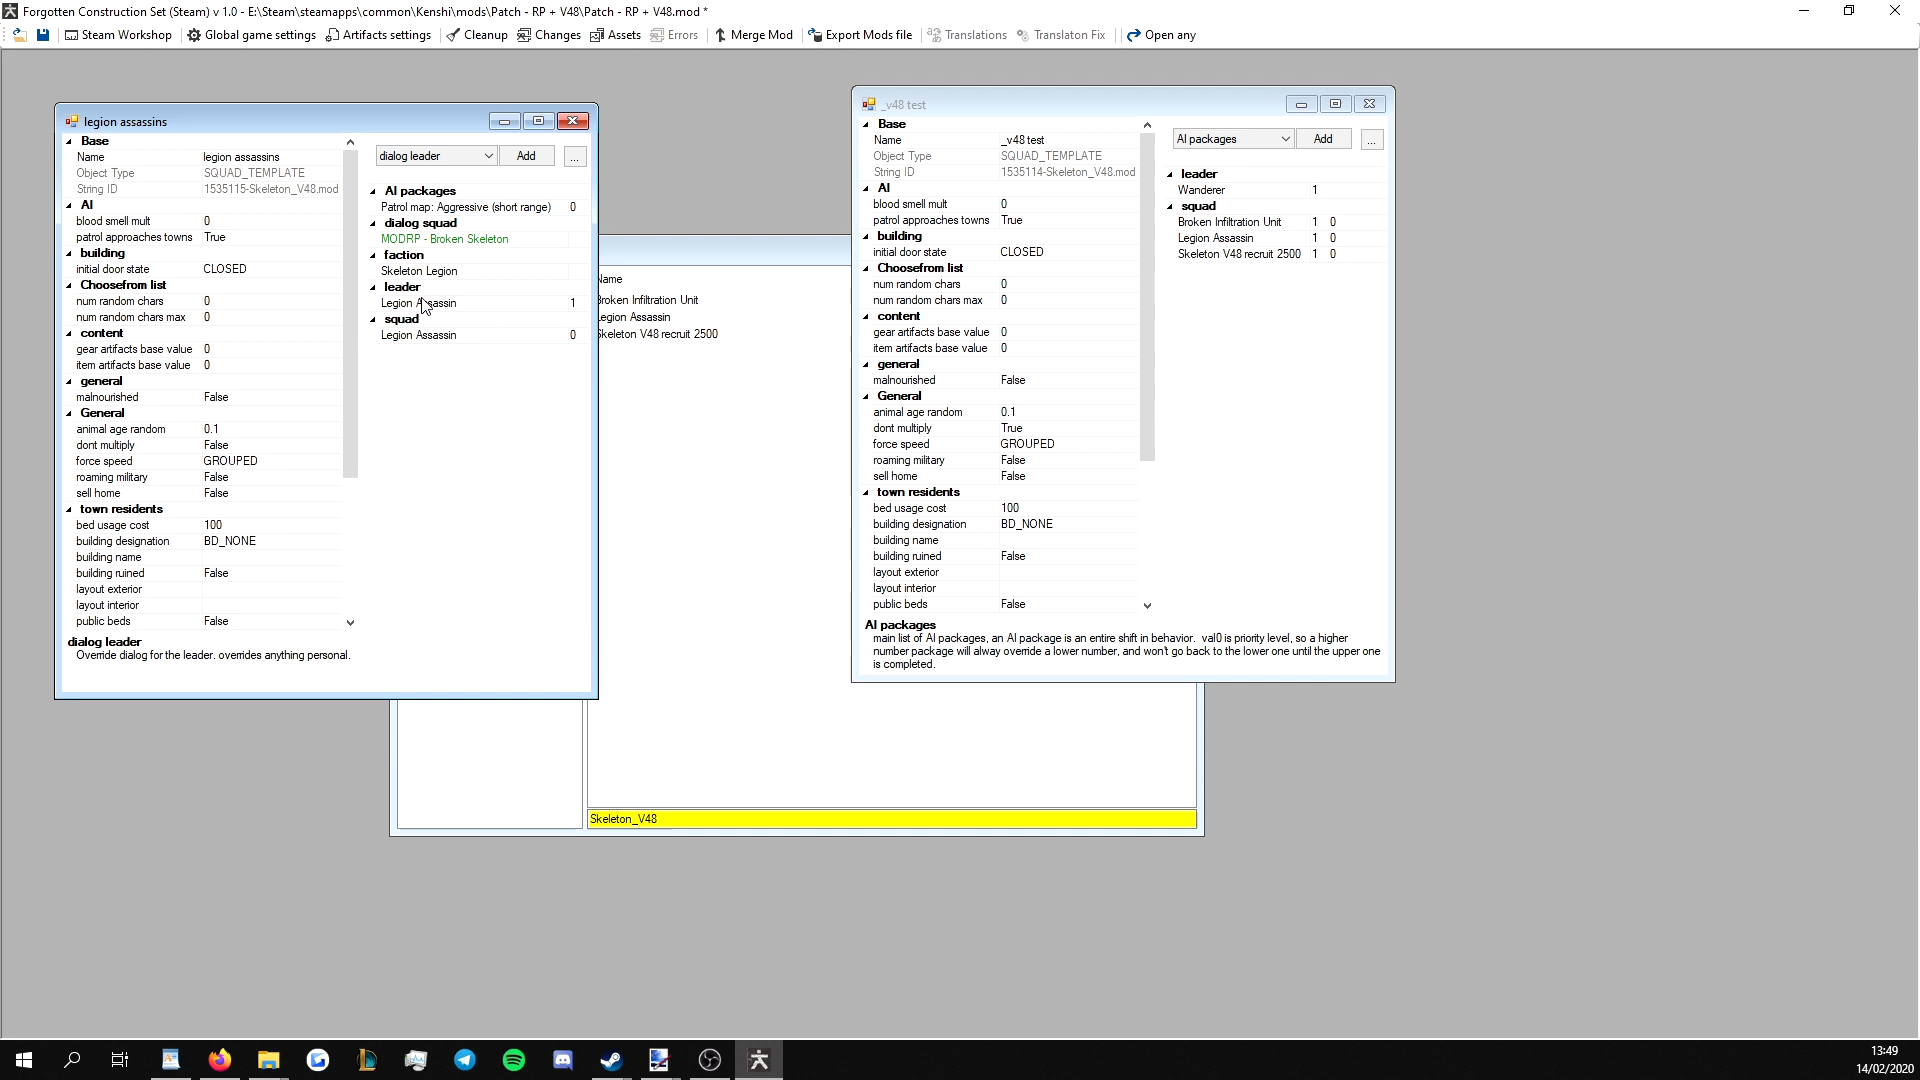 Forgotten Construction Set (Steam) v 1.0 - E:\Steam\steamapps\common\Kenshi\mods\Patch - RP + V48\Patch - RP + V48.mod *
Steam Workshop Global game settings Artifacts settings Cleanup Changes Assets Errors Merge Mod Export Mods file Translations Translaton Fix Open any
legion assassins
Base
Name legion assassins
Object Type SQUAD_TEMPLATE
String ID 1535115-Skeleton_V48.mod
AI
blood smell mult 0
patrol approaches towns True
building
initial door state CLOSED
Choosefrom list
num random chars 0
num random chars max 0
content
gear artifacts base value 0
item artifacts base value 0
general
malnourished False
General
animal age random 0.1
dont multiply False
force speed GROUPED
roaming military False
sell home False
town residents
bed usage cost 100
building designation BD_NONE
building name
building ruined False
layout exterior
layout interior
public beds False
dialog leader
Override dialog for the leader. overrides anything personal.
dialog leader Add ...
AI packages
Patrol map: Aggressive (short range) 0
dialog squad
MODRP - Broken Skeleton
faction
Skeleton Legion
leader
Legion Assassin 1
squad
Legion Assassin 0
Name
Broken Infiltration Unit
Legion Assassin
Skeleton V48 recruit 2500
Skeleton_V48
_v48 test
Base
Name _v48 test
Object Type SQUAD_TEMPLATE
String ID 1535114-Skeleton_V48.mod
AI
blood smell mult 0
patrol approaches towns True
building
initial door state CLOSED
Choosefrom list
num random chars 0
num random chars max 0
content
gear artifacts base value 0
item artifacts base value 0
general
malnourished False
General
animal age random 0.1
dont multiply True
force speed GROUPED
roaming military False
sell home False
town residents
bed usage cost 100
building designation BD_NONE
building name
building ruined False
layout exterior
layout interior
public beds False
AI packages
main list of AI packages, an AI package is an entire shift in behavior. val0 is priority level, so a higher
number package will alway override a lower number, and won't go back to the lower one until the upper one
is completed.
AI packages Add ...
leader
Wanderer 1
squad
Broken Infiltration Unit 1 0
Legion Assassin 1 0
Skeleton V48 recruit 2500 1 0
13:49
14/02/2020